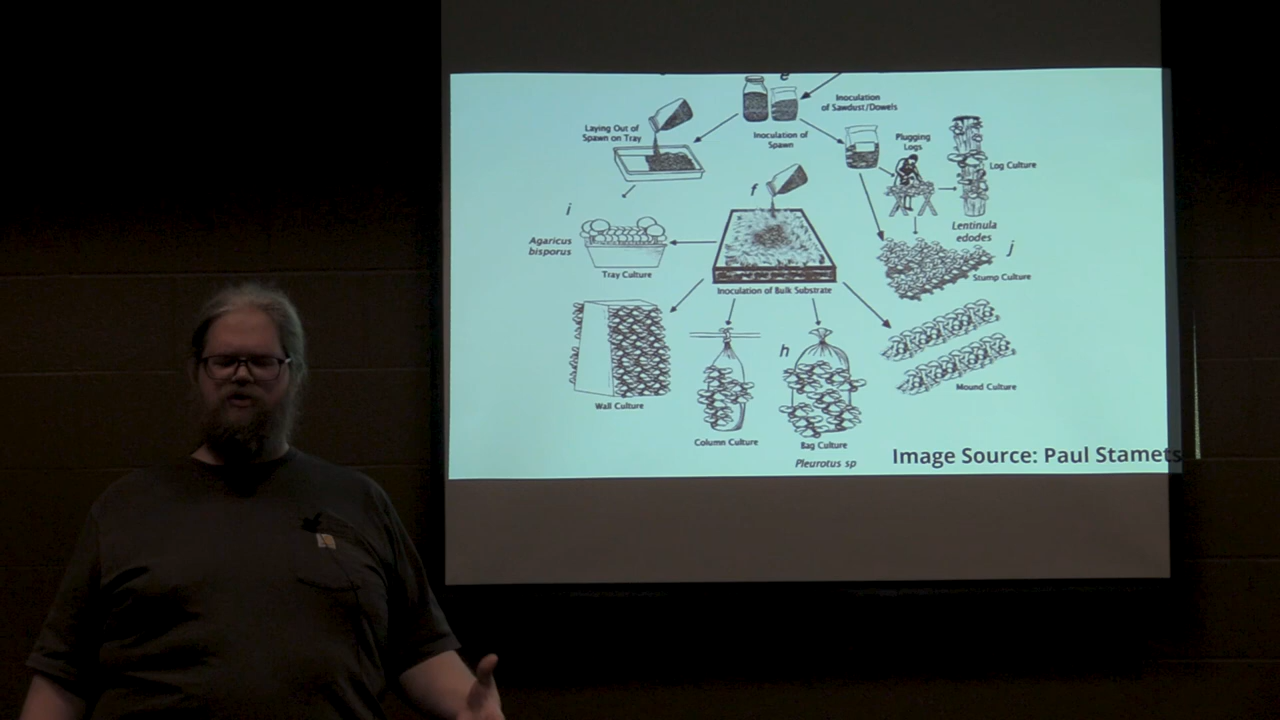 e
Inoculation
of Sawdust/Dowels
Laying Out of
Spawn on Tray
Inoculation of
Spawn
Plugging
Logs
Log Culture
f
i
Lentinula
edodes
Agaricus
bisporus
j
Tray Culture
Stump Culture
Inoculation of Bulk Substrate
h
Mound Culture
Wall Culture
Column Culture
Bag Culture
Pleurotus sp
Image Source: Paul Stamets